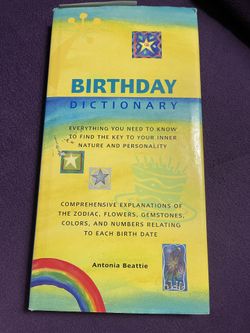 BIRTHDAY
DICTIONARY
EVERYTHING YOU NEED TO KNOW
TO FIND THE KEY TO YOUR INNER
NATURE AND PERSONALITY
COMPREHENSIVE EXPLANATIONS OF
THE ZODIAC, FLOWERS, GEMSTONES,
COLORS, AND NUMBERS RELATING
TO EACH BIRTH DATE
Antonia Beattie